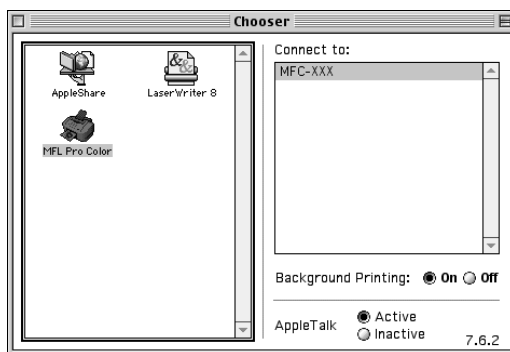 Chooser
AppleShare
LaserWriter 8
MFL Pro Color
Connect to:
MFC-XXX
Background Printing: On Off
AppleTalk
Active
Inactive
7.6.2